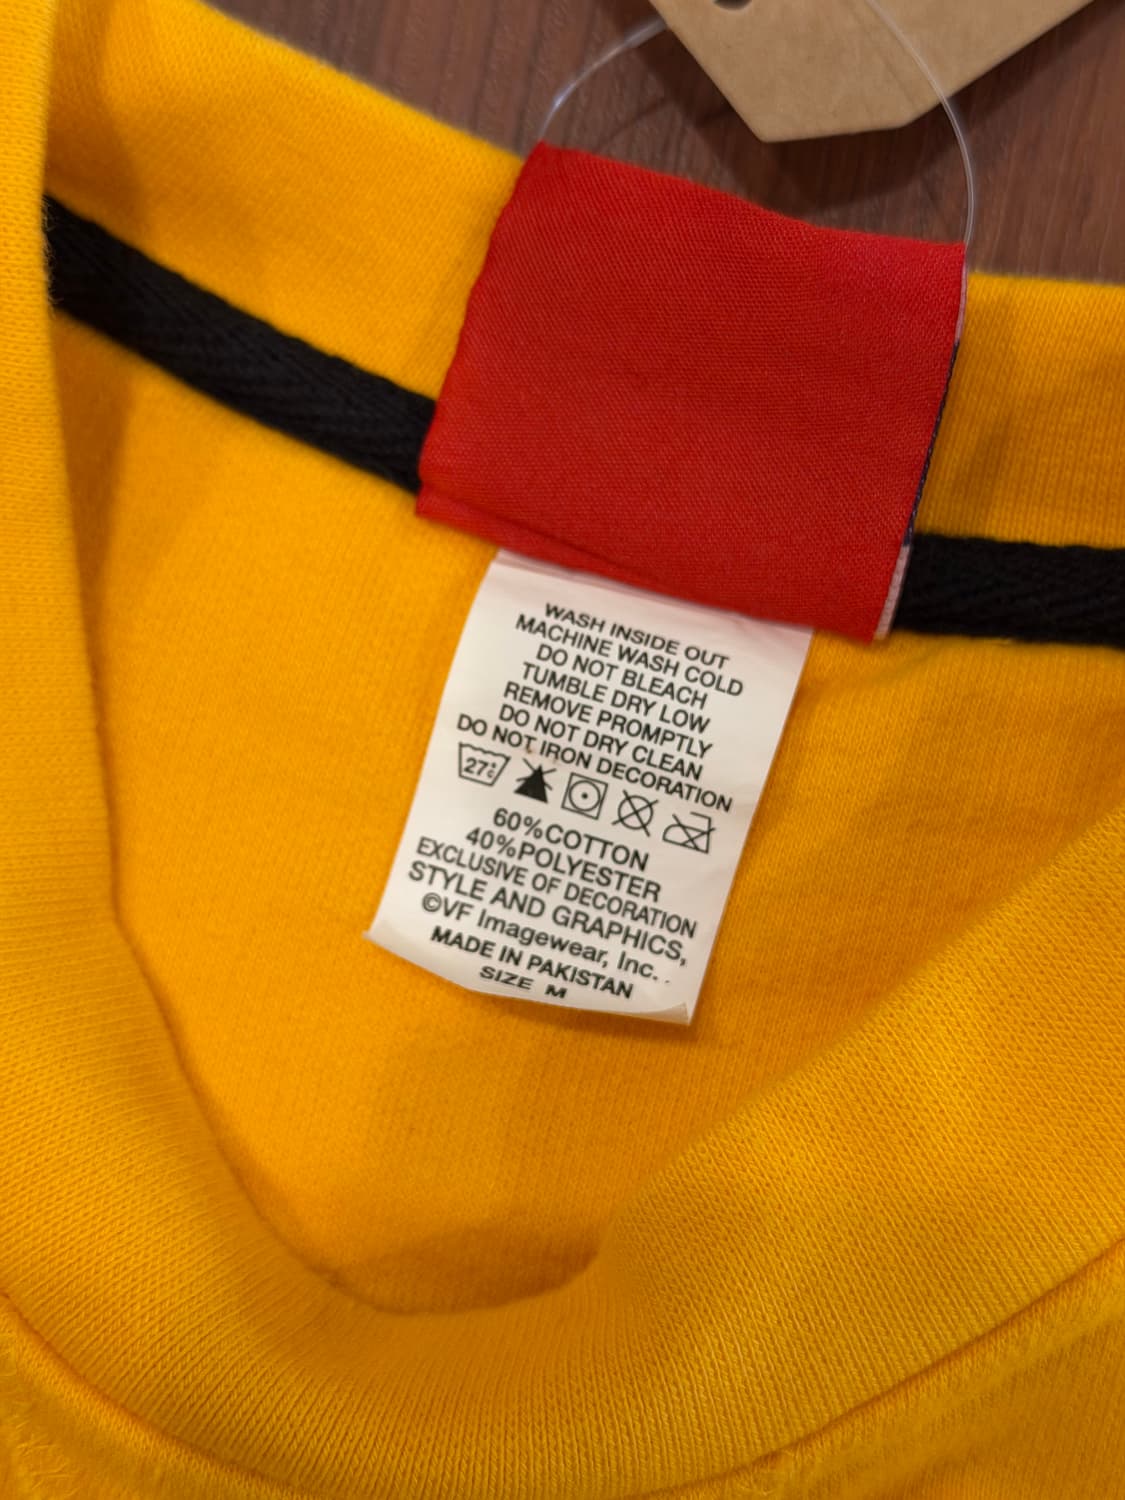 WASH INSIDE OUT
MACHINE WASH COLD
DO NOT BLEACH
TUMBLE DRY LOW
REMOVE PROMPTLY
DO NOT DRY CLEAN
DO NOT IRON DECORATION
27°C
60%COTTON
40%POLYESTER
EXCLUSIVE OF DECORATION
STYLE AND GRAPHICS,
©VF Imagewear, Inc. .
MADE IN PAKISTAN
SIZE M